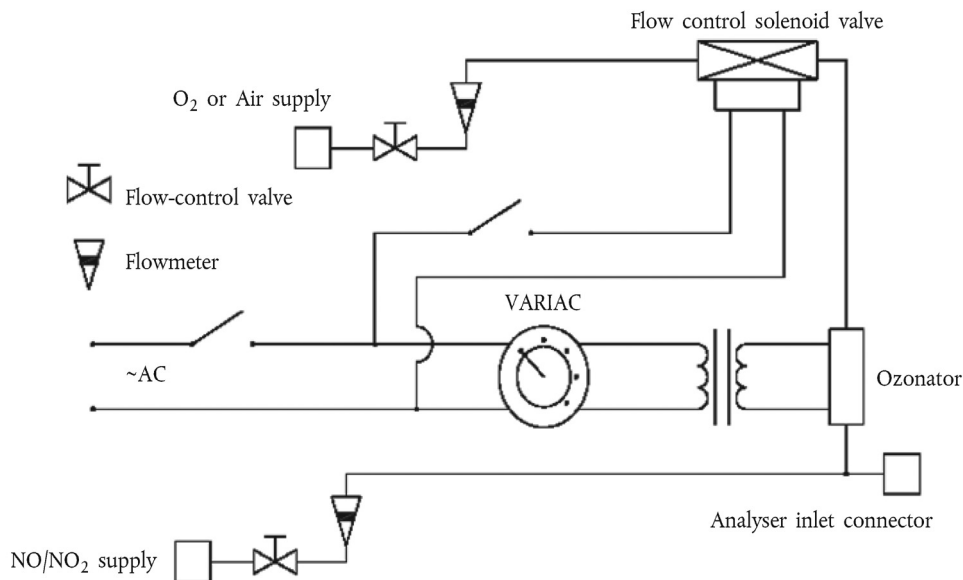 Flow control solenoid valve
O₂ or Air supply
Flow-control valve
Flowmeter
VARIAC
~AC
Ozonator
Analyser inlet connector
NO/NO₂ supply